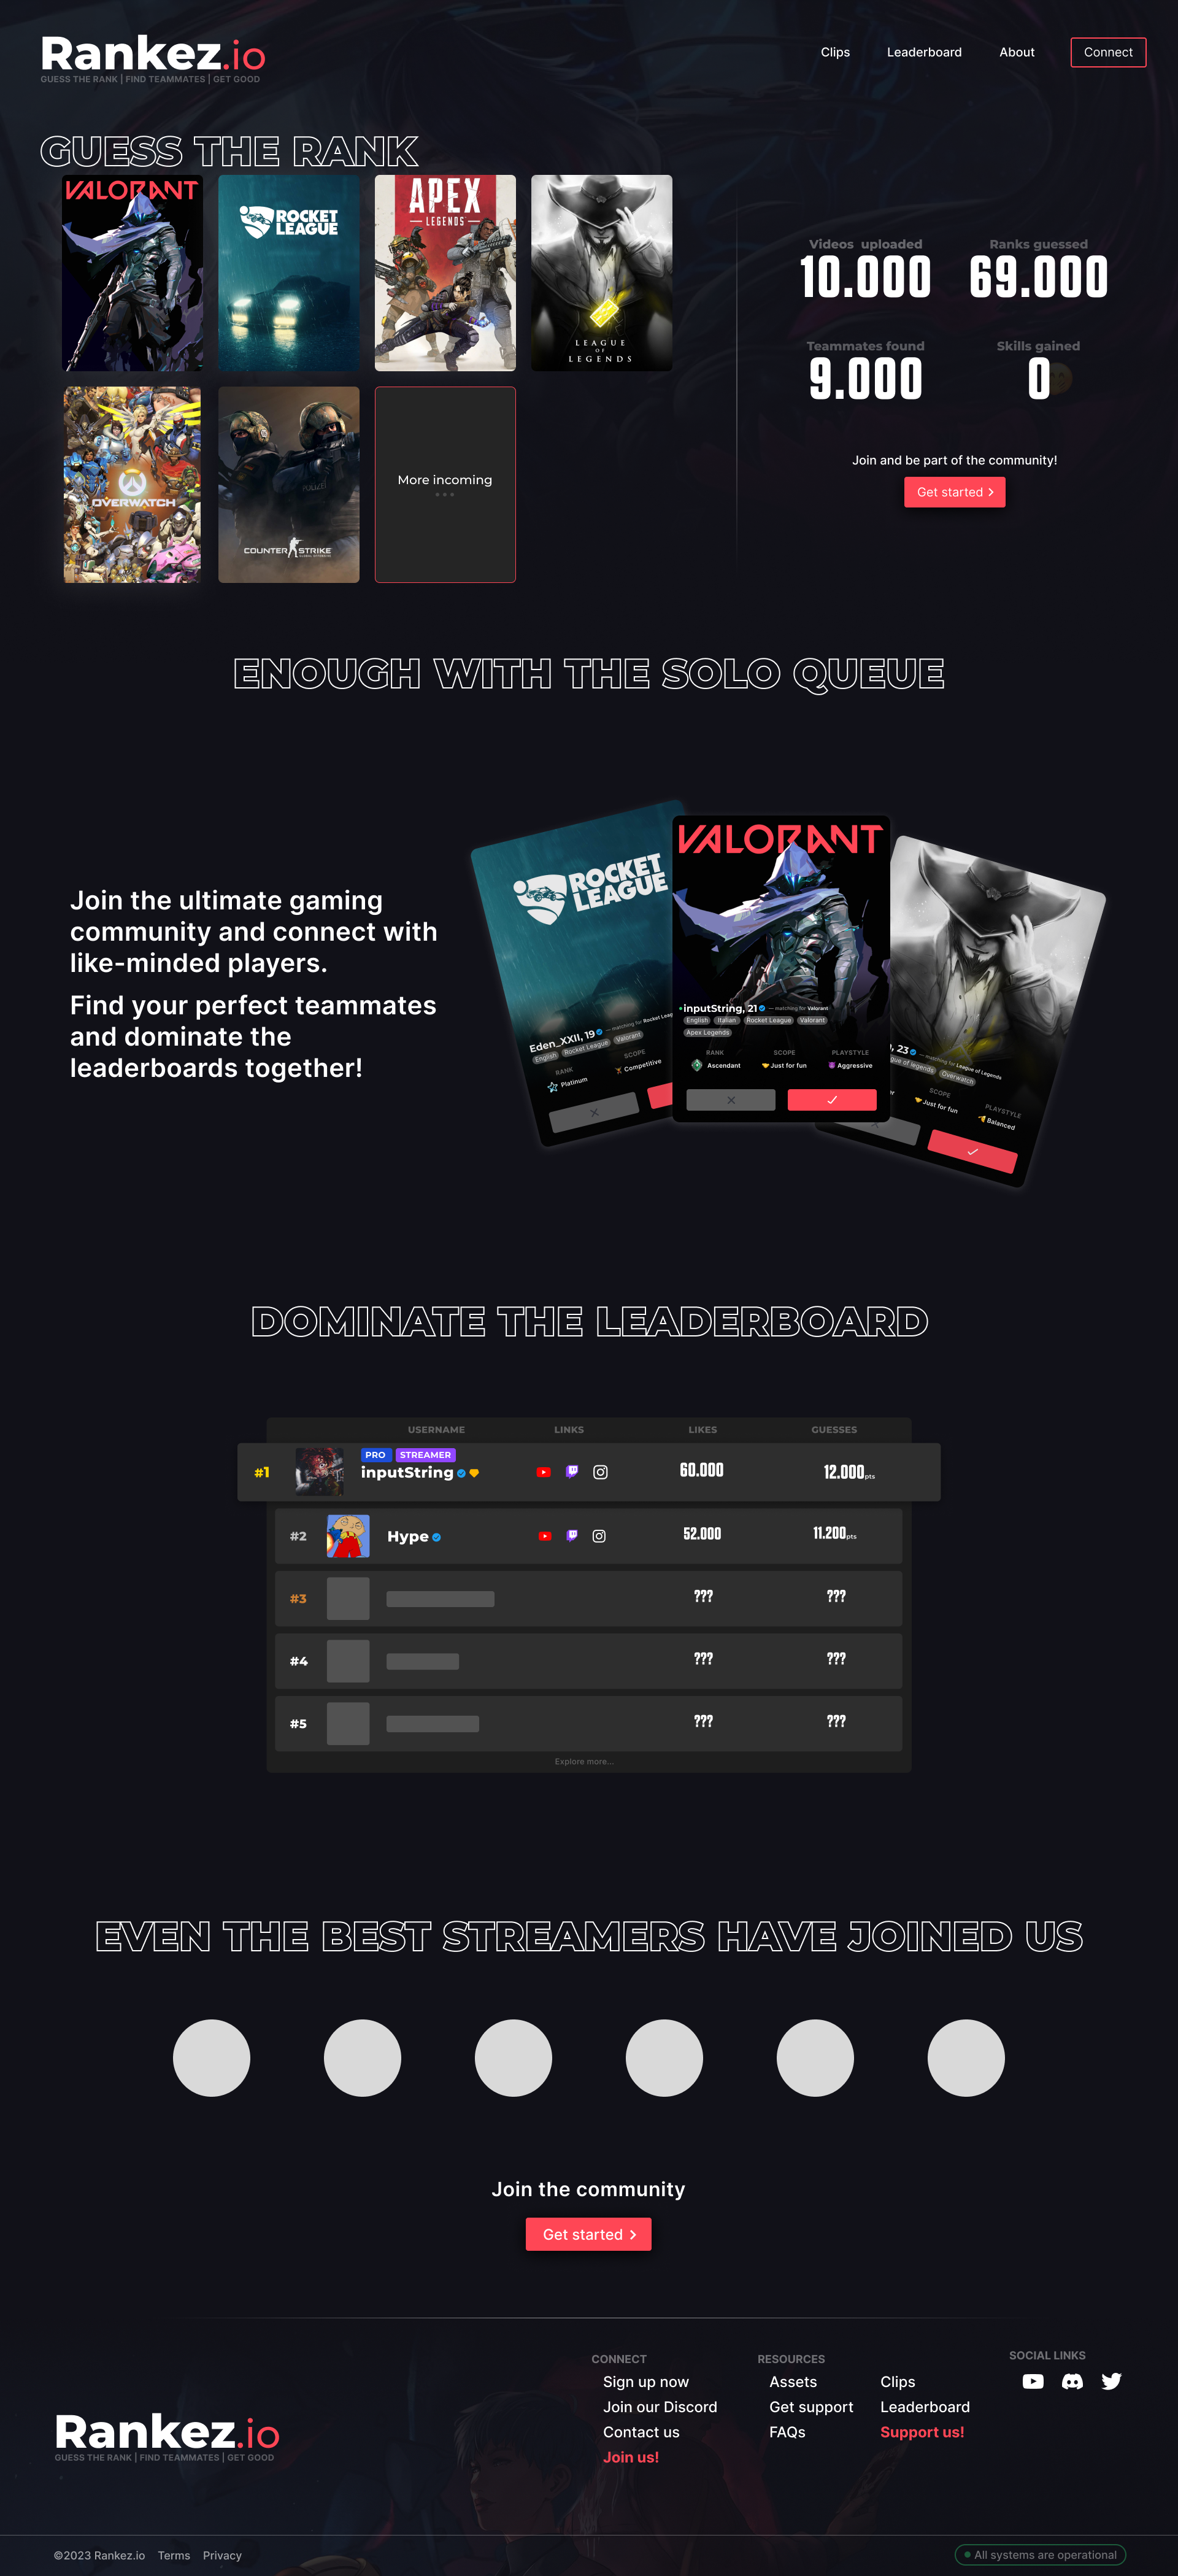 Rankez.io
GUESS THE RANK | FIND TEAMMATES | GET GOOD
Clips
Leaderboard
About
Connect
GUESS THE RANK
VALORANT
ROCKET
LEAGUE
APEX
LEGENDS
LEAGUE
OF
LEGENDS
OVERWATCH
POLIZEI
COUNTER STRIKE
GLOBAL OFFENSIVE
More incoming
Videos uploaded
10.000
Ranks guessed
69.000
Teammates found
9.000
Skills gained
0
Join and be part of the community!
Get started
ENOUGH WITH THE SOLO QUEUE
Join the ultimate gaming
community and connect with
like-minded players.
Find your perfect teammates
and dominate the
leaderboards together!
ROCKET
LEAGUE
Eden_XXII, 19 — matching for Rocket
English Rocket League Valorant
RANK SCOPE
Platinum Competitive
VALORANT
inputString, 21 — matching for Valorant
English Italian Rocket League Valorant
Apex Legends
RANK SCOPE PLAYSTYLE
Ascendant Just for fun Aggressive
, 23 — matching for League of Legends
gue of legends Overwatch
SCOPE PLAYSTYLE
Just for fun Balanced
DOMINATE THE LEADERBOARD
USERNAME LINKS LIKES GUESSES
PRO STREAMER
#1 inputString 60.000 12.000pts
#2 Hype 52.000 11.200pts
#3 ??? ???
#4 ??? ???
#5 ??? ???
Explore more...
EVEN THE BEST STREAMERS HAVE JOINED US
Join the community
Get started
CONNECT
Sign up now
Join our Discord
Contact us
Join us!
RESOURCES
Assets
Get support
FAQs
Clips
Leaderboard
Support us!
SOCIAL LINKS
Rankez.io
GUESS THE RANK | FIND TEAMMATES | GET GOOD
©2023 Rankez.io Terms Privacy
All systems are operational